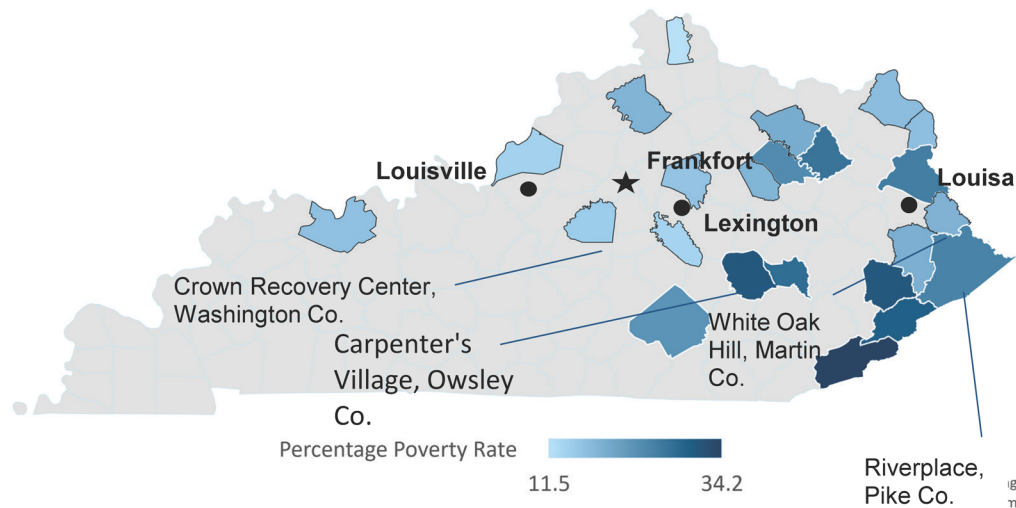 Louisville
Frankfort
Louisa
Lexington
Crown Recovery Center,
Washington Co.
Carpenter's
Village, Owsley
Co.
White Oak
Hill, Martin
Co.
Percentage Poverty Rate
11.5
34.2
Riverplace,
Pike Co.